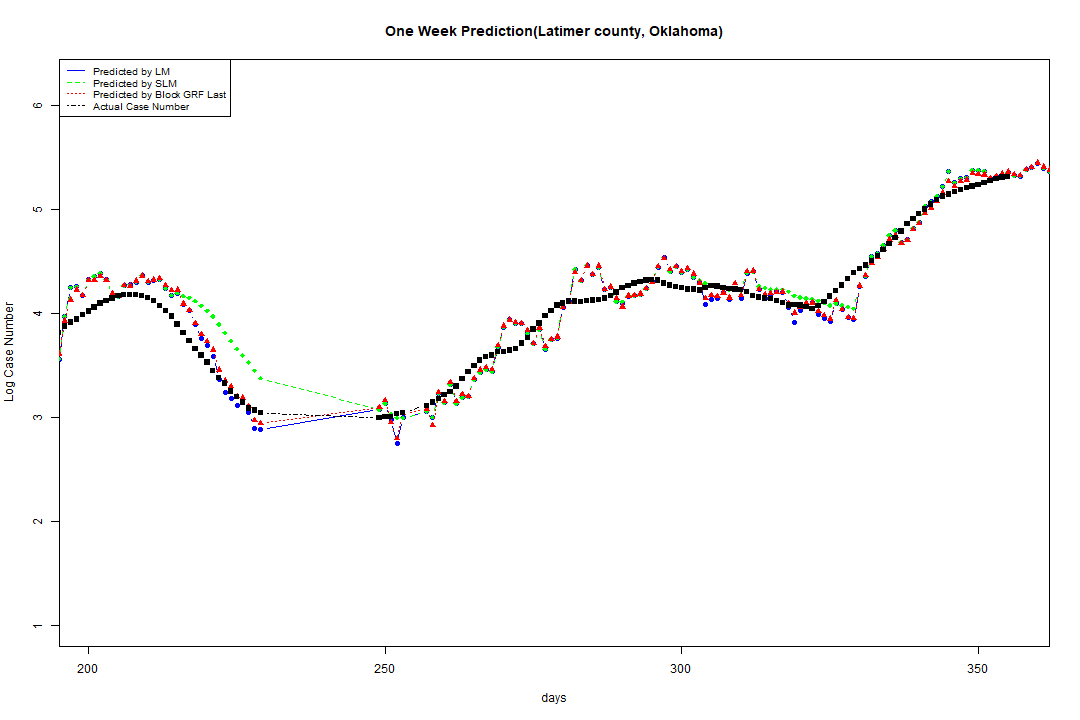 One Week Prediction(Latimer county, Oklahoma)
Predicted by LM
Predicted by SLM
Predicted by Block GRF Last
Actual Case Number
Log Case Number
6
5
4
3
2
1
200
250
300
350
days